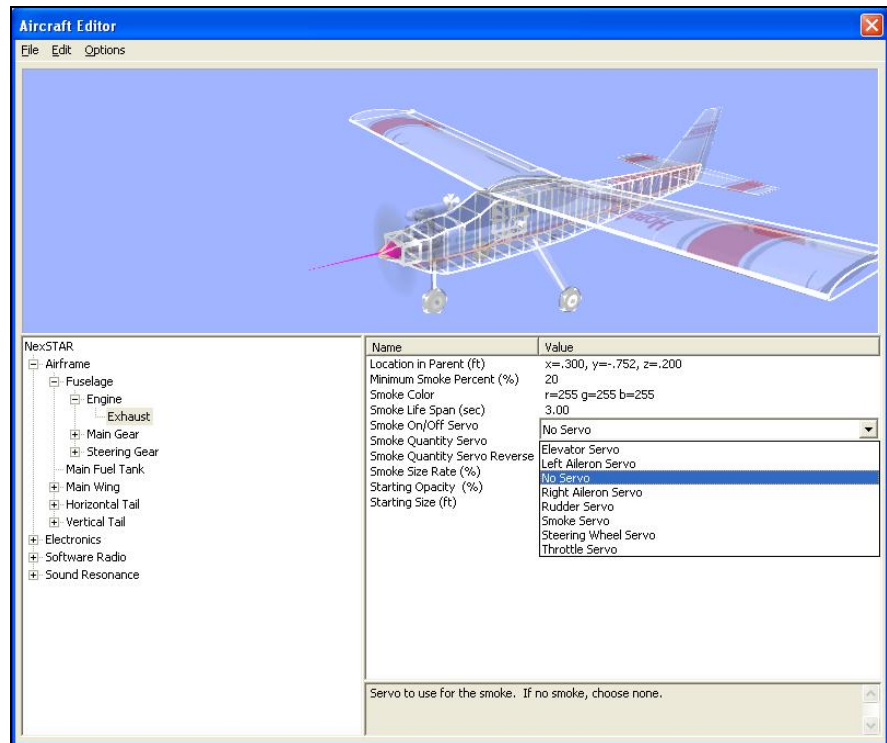 Aircraft Editor
File Edit Options
NexSTAR
Airframe
Fuselage
Engine
Exhaust
Main Gear
Steering Gear
Main Fuel Tank
Main Wing
Horizontal Tail
Vertical Tail
Electronics
Software Radio
Sound Resonance
Name Value
Location in Parent (ft) x=.300, y=-.752, z=.200
Minimum Smoke Percent (%) 20
Smoke Color r=255 g=255 b=255
Smoke Life Span (sec) 3.00
Smoke On/Off Servo No Servo
Smoke Quantity Servo
Smoke Quantity Servo Reverse
Smoke Size Rate (%)
Starting Opacity (%)
Starting Size (ft)
Elevator Servo
Left Aileron Servo
No Servo
Right Aileron Servo
Rudder Servo
Smoke Servo
Steering Wheel Servo
Throttle Servo
Servo to use for the smoke. If no smoke, choose none.